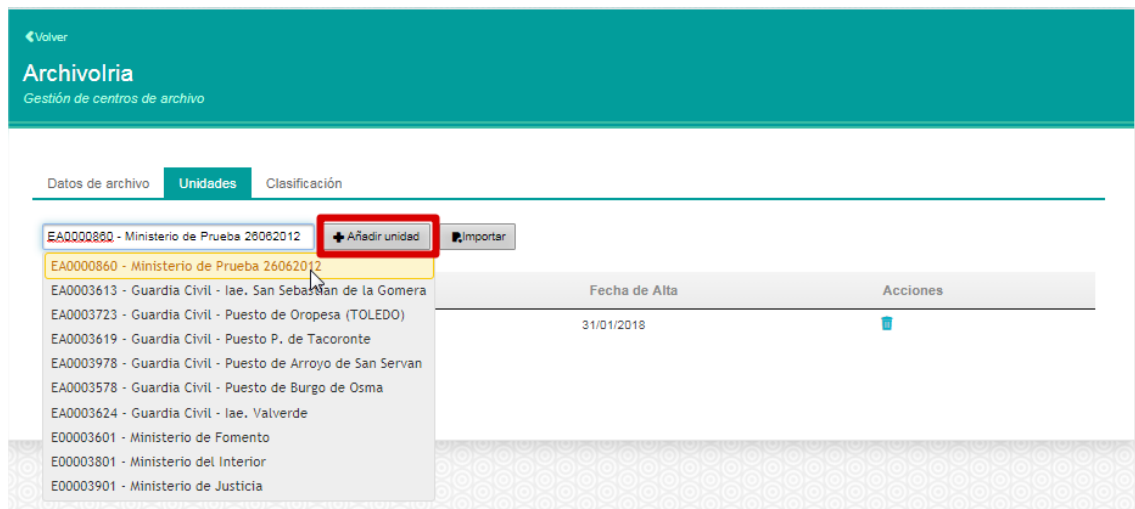 Volver
ArchivoIria
Gestión de centros de archivo
Datos de archivo Unidades Clasificación
EA0000860 - Ministerio de Prueba 26062012 Añadir unidad Importar
EA0000860 - Ministerio de Prueba 26062012
EA0003613 - Guardia Civil - Iae. San Sebastian de la Gomera Fecha de Alta Acciones
EA0003723 - Guardia Civil - Puesto de Oropesa (TOLEDO) 31/01/2018
EA0003619 - Guardia Civil - Puesto P. de Tacoronte
EA0003978 - Guardia Civil - Puesto de Arroyo de San Servan
EA0003578 - Guardia Civil - Puesto de Burgo de Osma
EA0003624 - Guardia Civil - Iae. Valverde
E00003601 - Ministerio de Fomento
E00003801 - Ministerio del Interior
E00003901 - Ministerio de Justicia